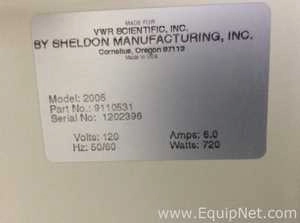 MADE FOR
VWR SCIENTIFIC, INC.
BY SHELDON MANUFACTURING, INC.
Cornelius, Oregon 97113
Made in USA
Model: 2005
Part No.: 9110531
Serial No: 1202396
Volts: 120 Amps: 6.0
Hz: 50/60 Watts: 720
www.EquipNet.com